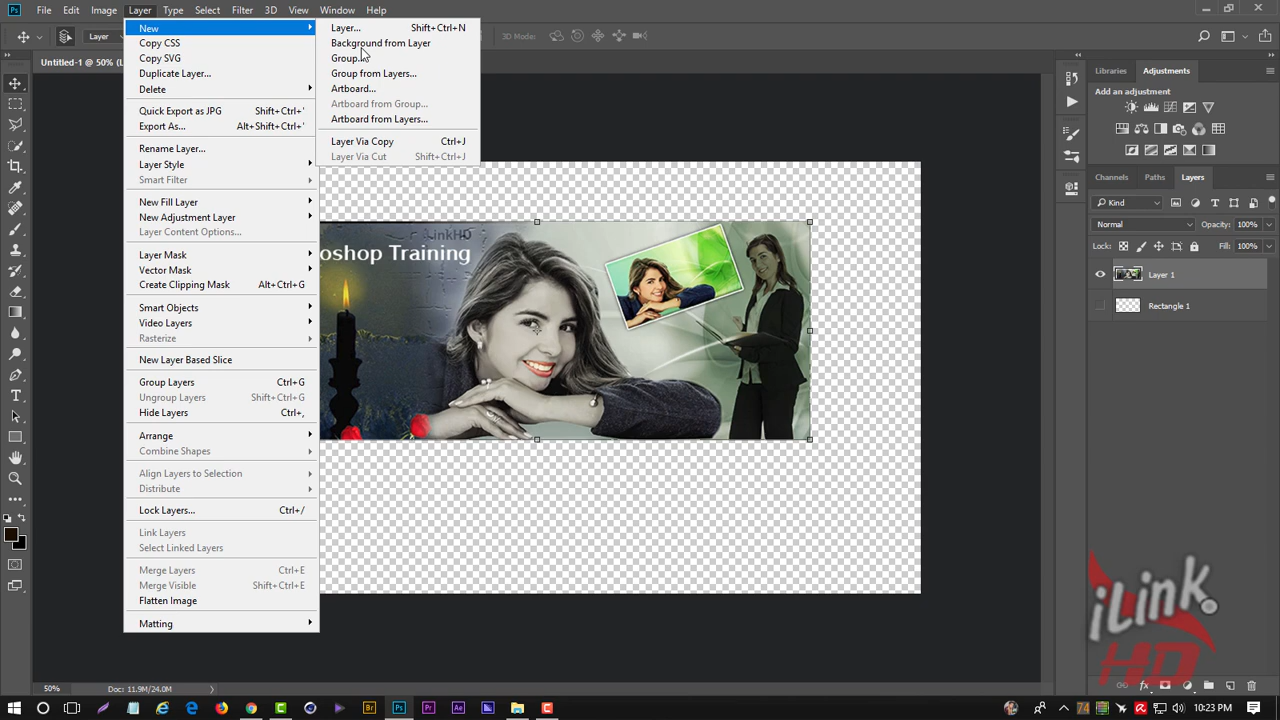 Ps File Edit Image Layer Type Select Filter 3D View Window Help
Layer
3D Mode:
Untitled-1 @ 50% (L
New
Copy CSS
Copy SVG
Duplicate Layer...
Delete
Quick Export as JPG Shift+Ctrl+'
Export As... Alt+Shift+Ctrl+'
Rename Layer...
Layer Style
Smart Filter
New Fill Layer
New Adjustment Layer
Layer Content Options...
Layer Mask
Vector Mask
Create Clipping Mask Alt+Ctrl+G
Smart Objects
Video Layers
Rasterize
New Layer Based Slice
Group Layers Ctrl+G
Ungroup Layers Shift+Ctrl+G
Hide Layers Ctrl+,
Arrange
Combine Shapes
Align Layers to Selection
Distribute
Lock Layers... Ctrl+/
Link Layers
Select Linked Layers
Merge Layers Ctrl+E
Merge Visible Shift+Ctrl+E
Flatten Image
Matting
Layer... Shift+Ctrl+N
Background from Layer
Group...
Group from Layers...
Artboard...
Artboard from Group...
Artboard from Layers...
Layer Via Copy Ctrl+J
Layer Via Cut Shift+Ctrl+J
LinkHD
oshop Training
Libraries Adjustments
Add an adjustment
Channels Paths Layers
Kind
Normal Opacity: 100%
Lock: Fill: 100%
Layer 1
Rectangle 1
iLink
HD
50% Doc: 11.9M/24.0M
Br Ps Pr Ae
74
10:23 PM